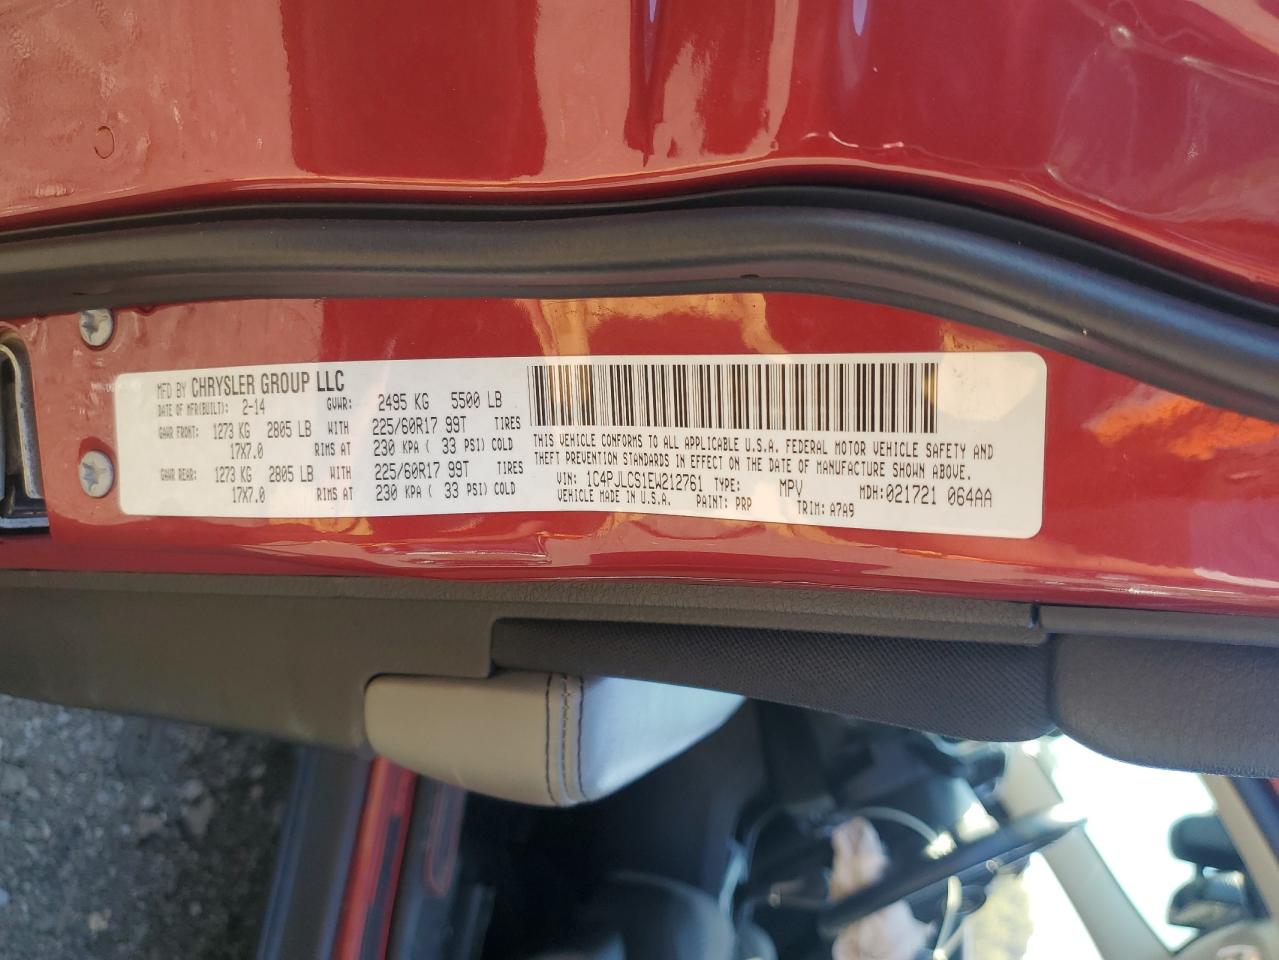 MFD BY CHRYSLER GROUP LLC
DATE OF MFR(BUILT): 2-14 GVWR: 2495 KG 5500 LB
GAWR FRONT: 1273 KG 2805 LB WITH 225/60R17 99T TIRES
17X7.0 RIMS AT 230 KPA ( 33 PSI) COLD
GAWR REAR: 1273 KG 2805 LB WITH 225/60R17 99T TIRES
17X7.0 RIMS AT 230 KPA ( 33 PSI) COLD
THIS VEHICLE CONFORMS TO ALL APPLICABLE U.S.A. FEDERAL MOTOR VEHICLE SAFETY AND
THEFT PREVENTION STANDARDS IN EFFECT ON THE DATE OF MANUFACTURE SHOWN ABOVE.
VIN: 1C4PJLCS1EW212761 TYPE: MPV MDH:021721 064AA
VEHICLE MADE IN U.S.A. PAINT: PRP TRIM: A7A9